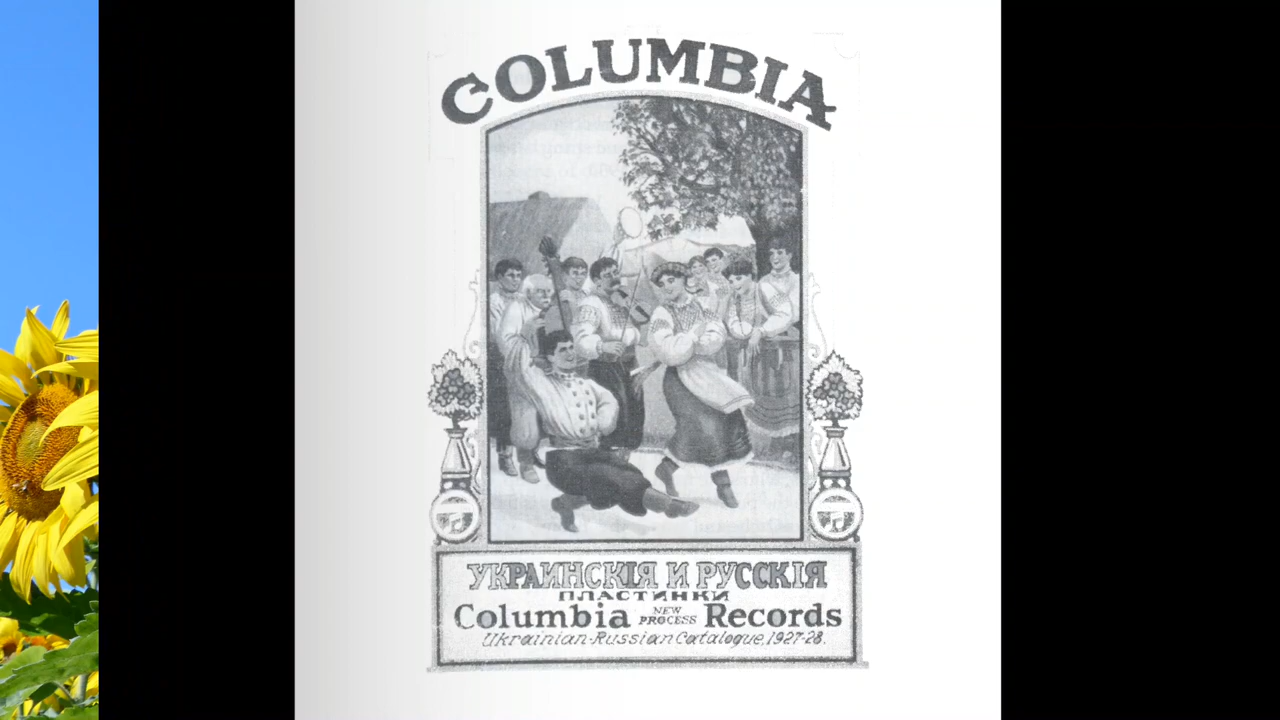 COLUMBIA
УКРАИНСКІЯ И РУССКІЯ
ПЛАСТИНКИ
Columbia NEW PROCESS Records
Ukrainian-Russian Catalogue, 1927-28.